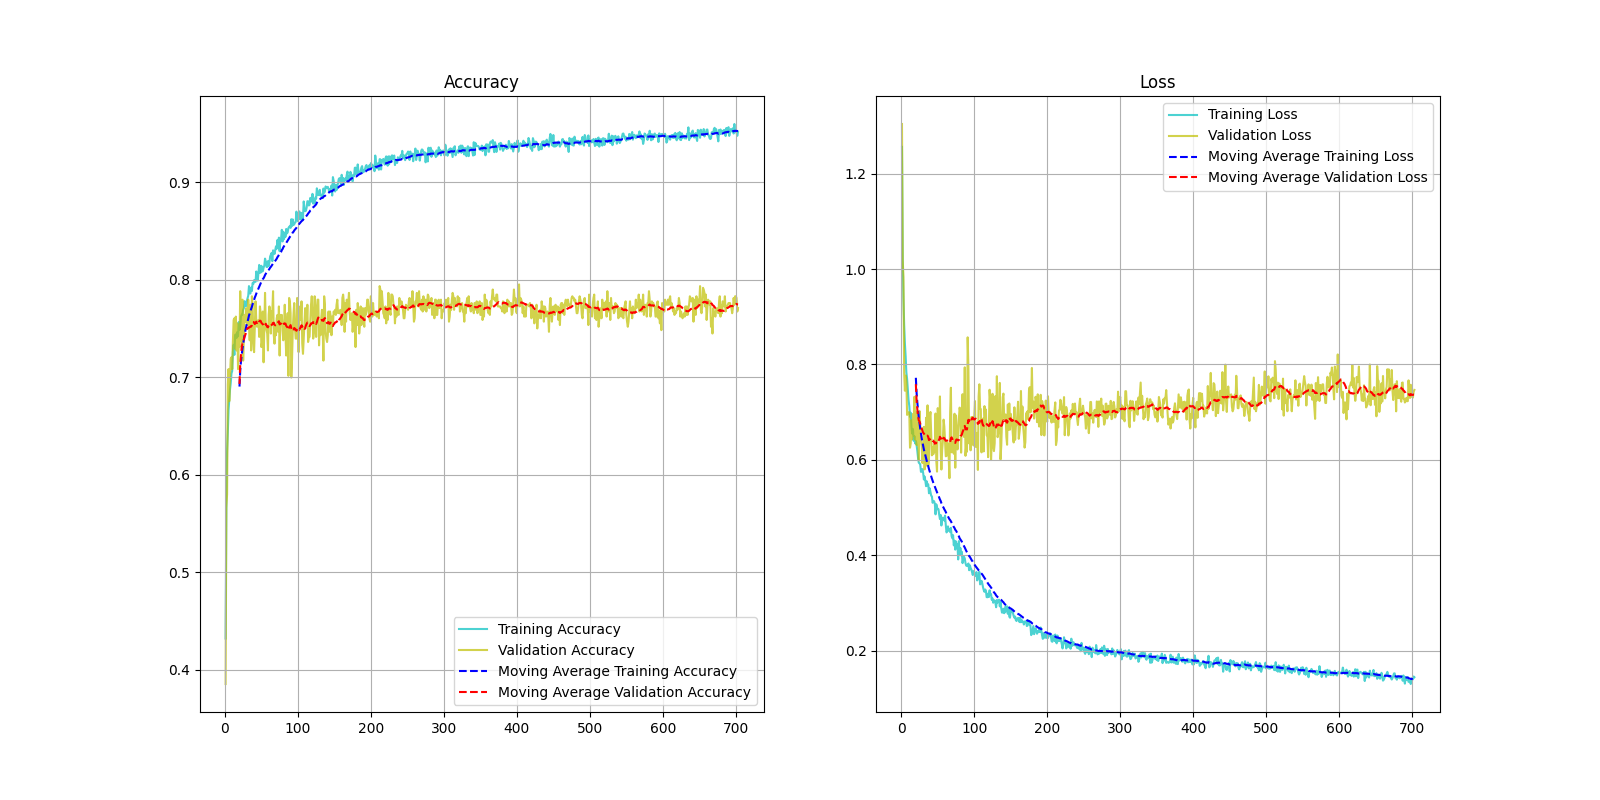 Accuracy
0.9
0.8
0.7
0.6
0.5
0.4
0
100
200
300
400
500
600
700
Training Accuracy
Validation Accuracy
Moving Average Training Accuracy
Moving Average Validation Accuracy
Loss
1.2
1.0
0.8
0.6
0.4
0.2
0
100
200
300
400
500
600
700
Training Loss
Validation Loss
Moving Average Training Loss
Moving Average Validation Loss